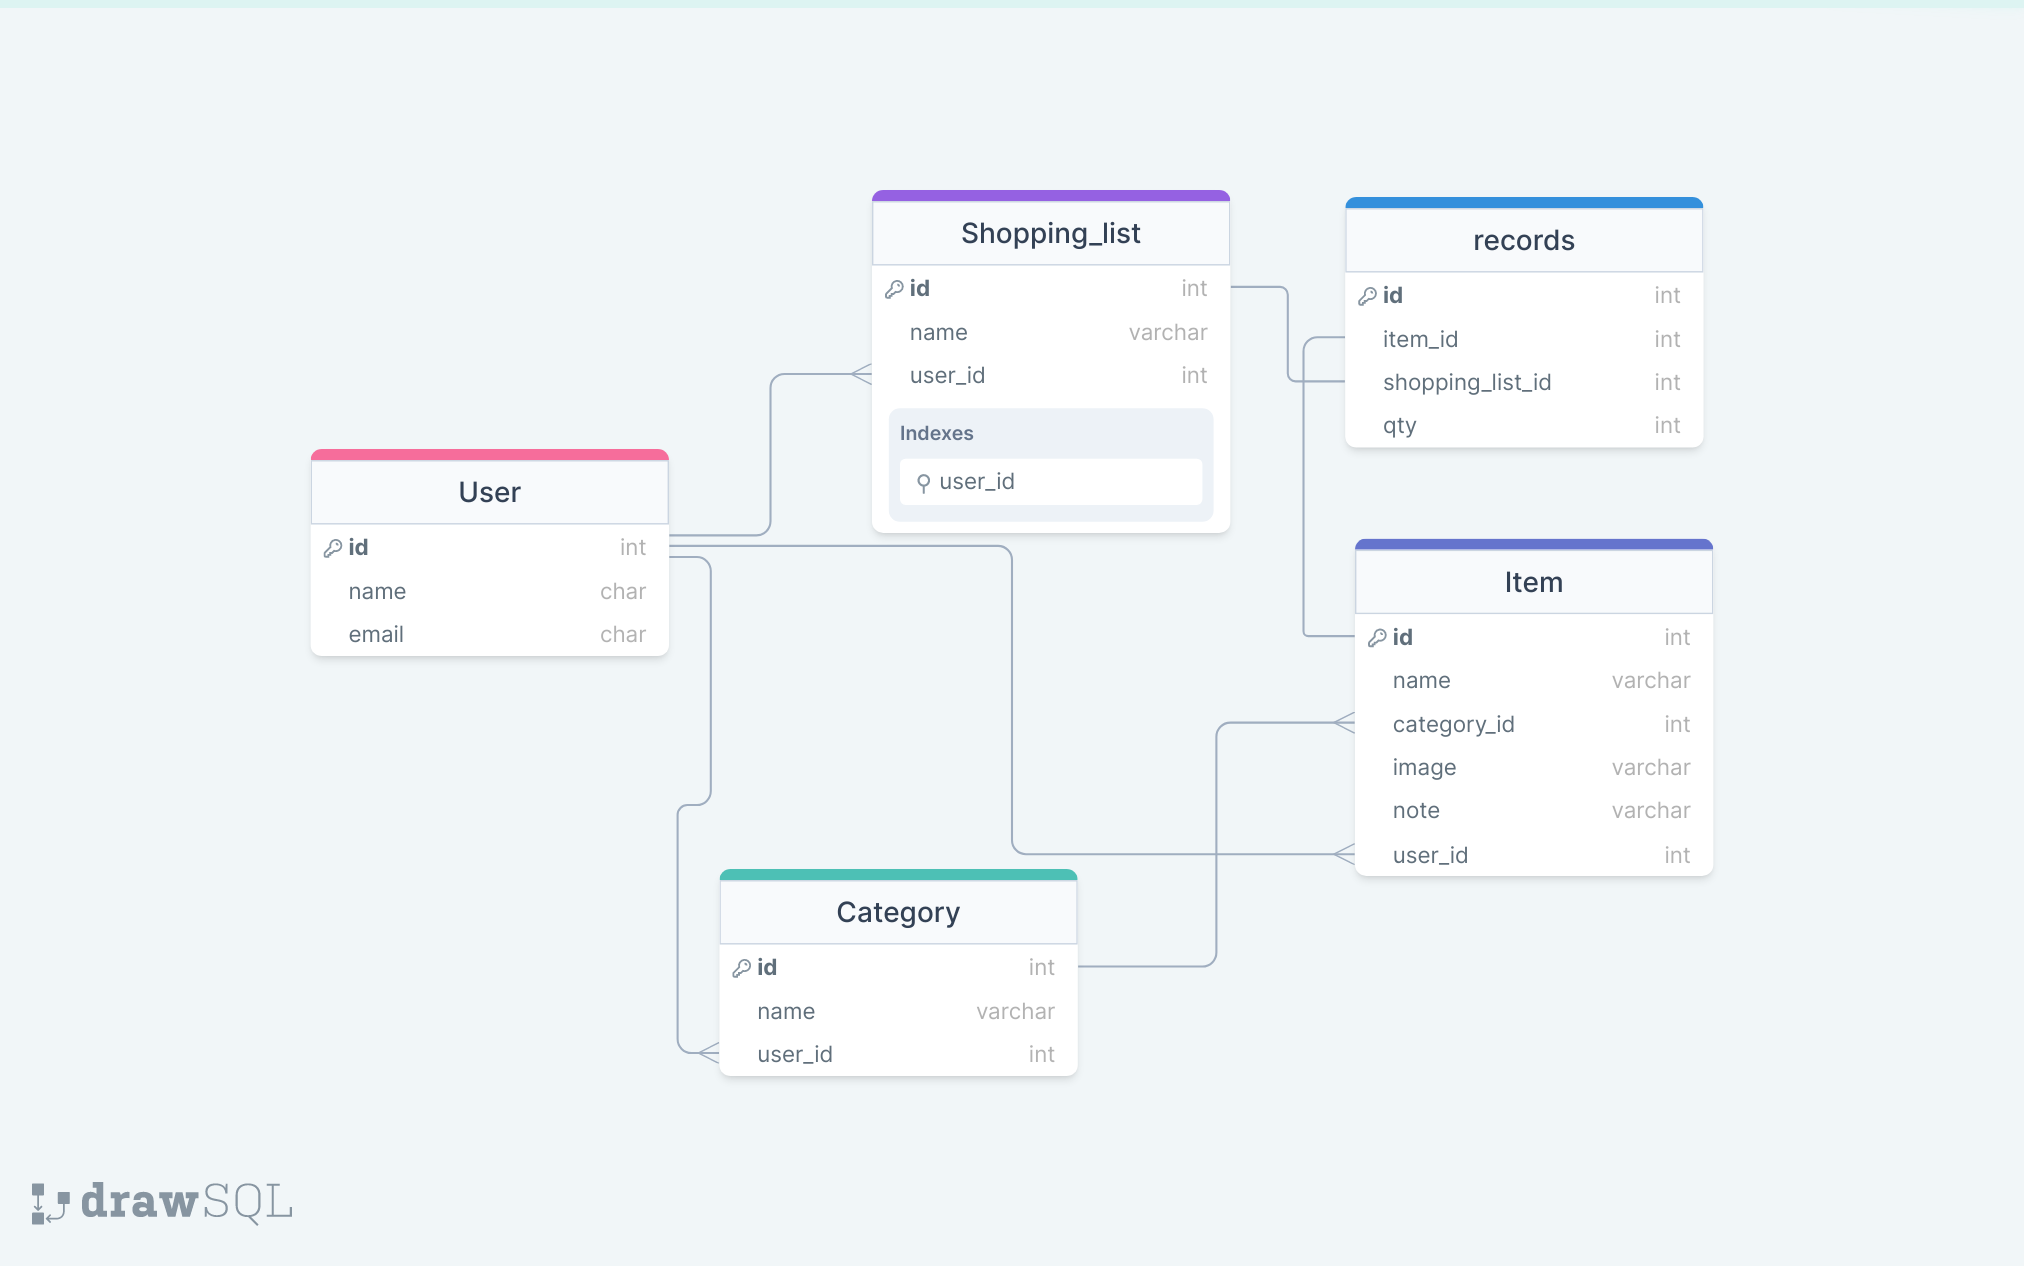 Shopping_list
id int
name varchar
user_id int
Indexes
user_id
records
id int
item_id int
shopping_list_id int
qty int
User
id int
name char
email char
Item
id int
name varchar
category_id int
image varchar
note varchar
user_id int
Category
id int
name varchar
user_id int
drawSQL